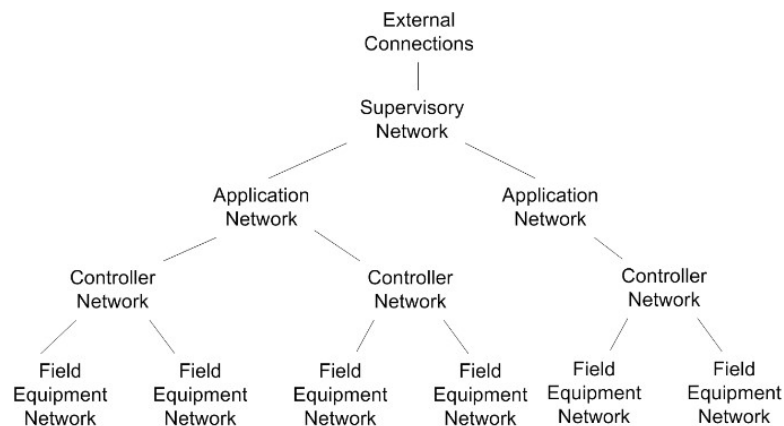 External
Connections
Supervisory
Network
Application
Network
Application
Network
Controller
Network
Controller
Network
Controller
Network
Field
Equipment
Network
Field
Equipment
Network
Field
Equipment
Network
Field
Equipment
Network
Field
Equipment
Network
Field
Equipment
Network